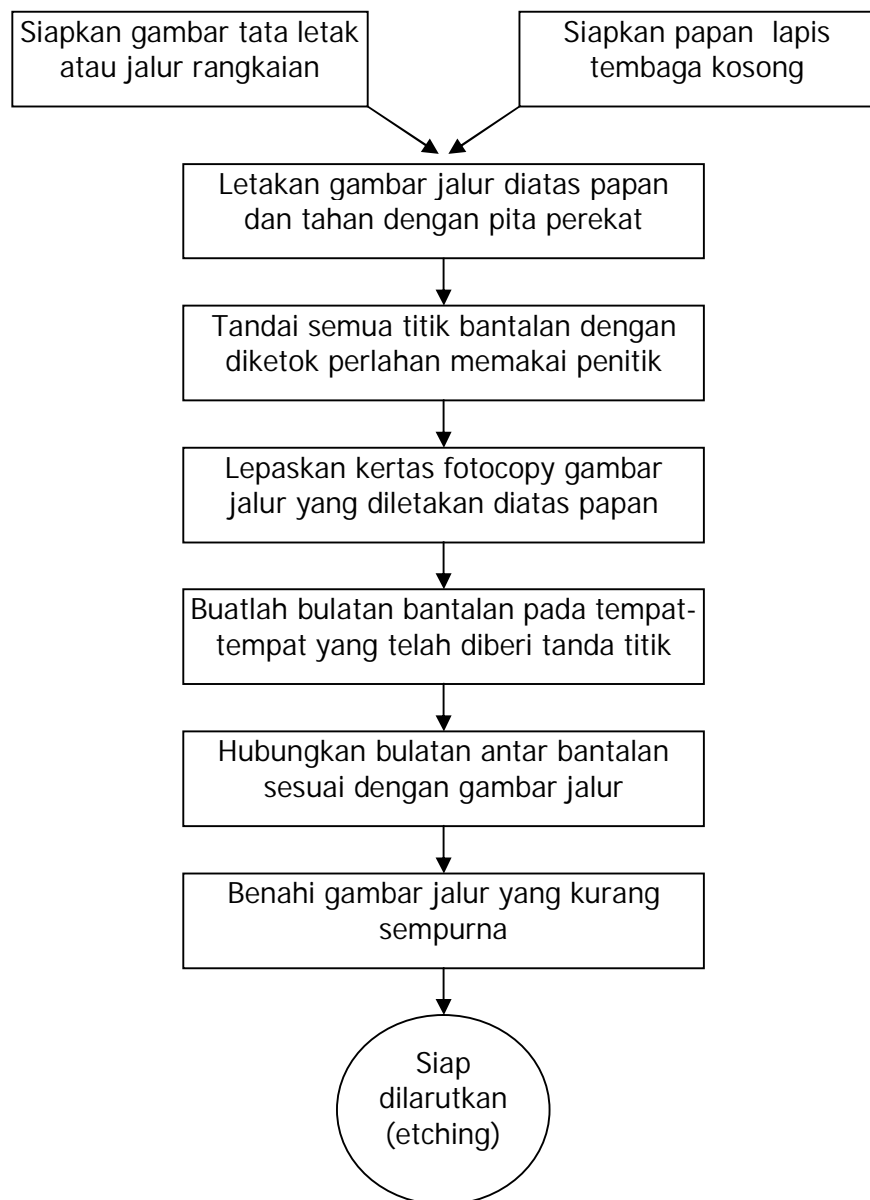 Siapkan gambar tata letak
atau jalur rangkaian
Siapkan papan lapis
tembaga kosong
Letakan gambar jalur diatas papan
dan tahan dengan pita perekat
Tandai semua titik bantalan dengan
diketok perlahan memakai penitik
Lepaskan kertas fotocopy gambar
jalur yang diletakan diatas papan
Buatlah bulatan bantalan pada tempat-
tempat yang telah diberi tanda titik
Hubungkan bulatan antar bantalan
sesuai dengan gambar jalur
Benahi gambar jalur yang kurang
sempurna
Siap
dilarutkan
(etching)